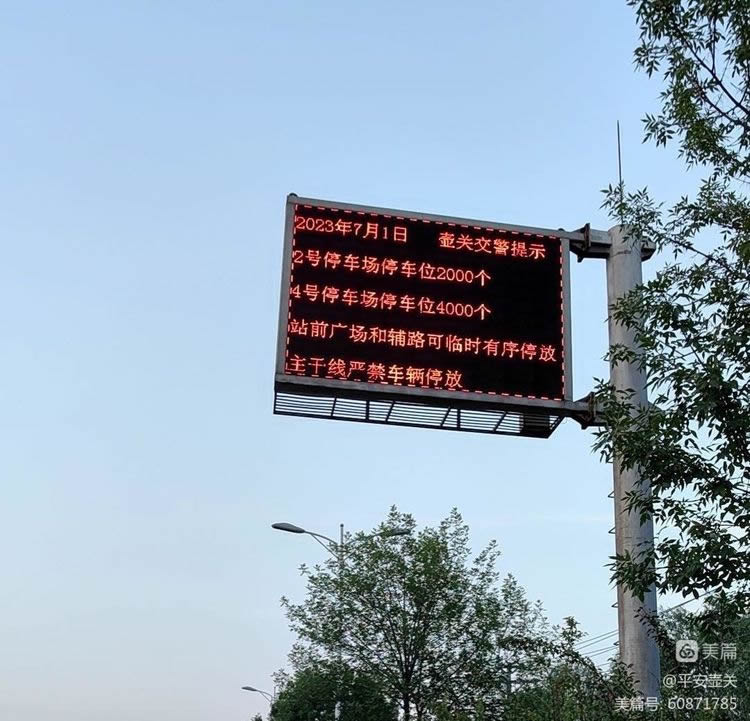 2023年7月1日 壶关交警提示
2号停车场停车位2000个
4号停车场停车位4000个
站前广场和辅路可临时有序停放
主干线严禁车辆停放
美篇
@平安壶关
美篇号: 60871785